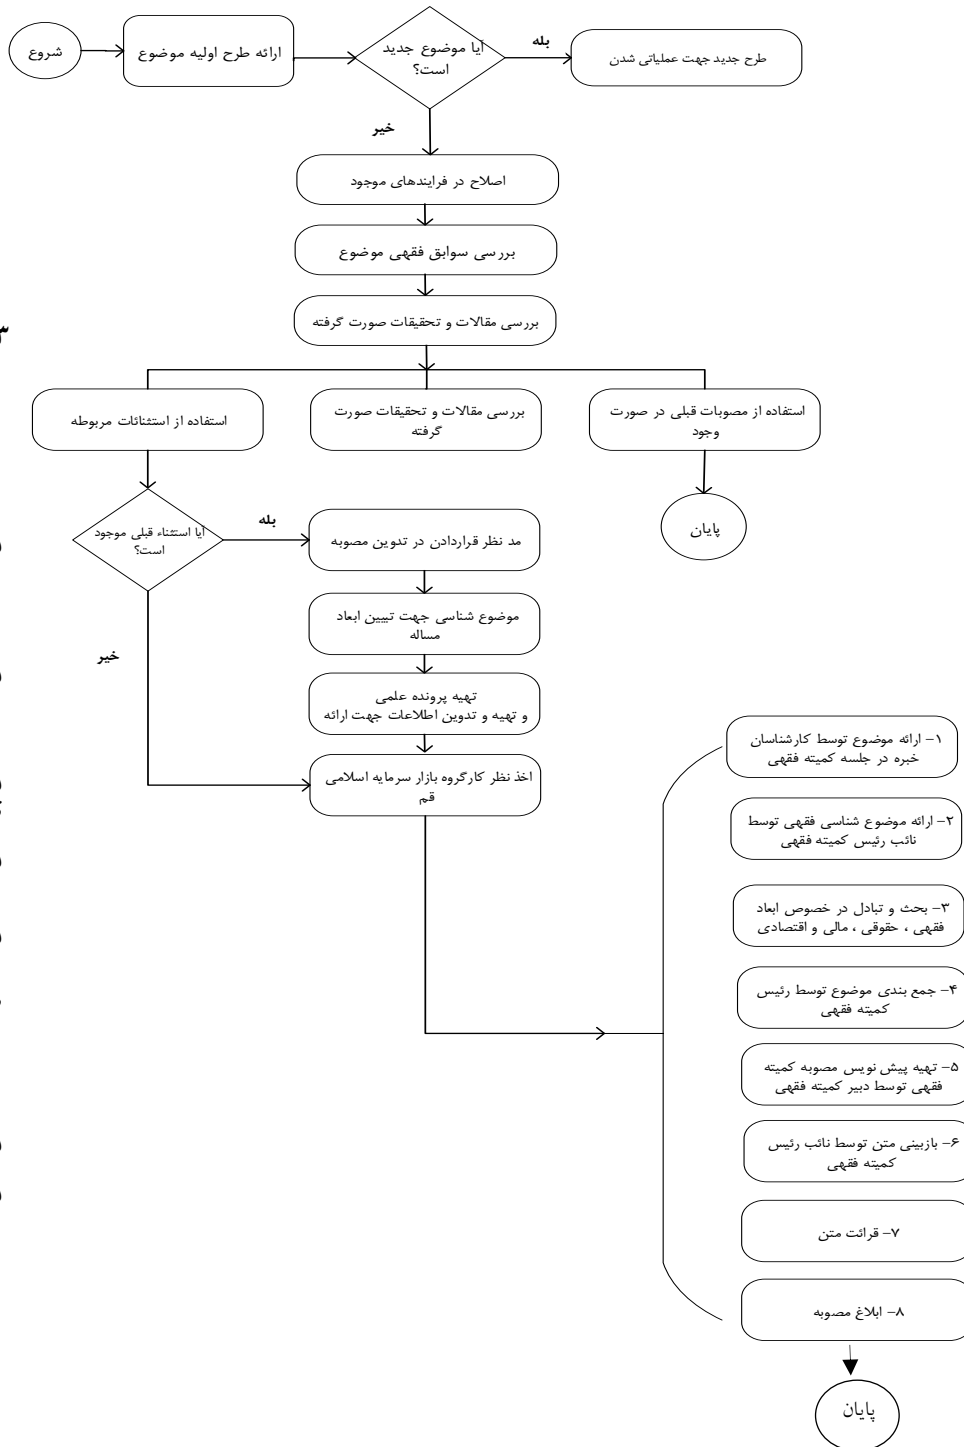 شروع
ارائه طرح اولیه موضوع
آیا موضوع جدید
است؟
بله
طرح جدید جهت عملیاتی شدن
خیر
اصلاح در فرایندهای موجود
بررسی سوابق فقهی موضوع
بررسی مقالات و تحقیقات صورت گرفته
استفاده از مصوبات قبلی در صورت
وجود
بررسی مقالات و تحقیقات صورت
گرفته
استفاده از استثنائات مربوطه
پایان
آیا استثناء قبلی موجود
است؟
بله
مد نظر قراردادن در تدوین مصوبه
موضوع شناسی جهت تبیین ابعاد
مساله
خیر
تهیه پرونده علمی
و تهیه و تدوین اطلاعات جهت ارائه
اخذ نظر کارگروه بازار سرمایه اسلامی
قم
۱- ارائه موضوع توسط کارشناسان
خبره در جلسه کمیته فقهی
۲- ارائه موضوع شناسی فقهی توسط
نائب رئیس کمیته فقهی
۳- بحث و تبادل در خصوص ابعاد
فقهی ، حقوقی ، مالی و اقتصادی
۴- جمع بندی موضوع توسط رئیس
کمیته فقهی
۵- تهیه پیش نویس مصوبه کمیته
فقهی توسط دبیر کمیته فقهی
۶- بازبینی متن توسط نائب رئیس
کمیته فقهی
۷- قرائت متن
۸- ابلاغ مصوبه
پایان